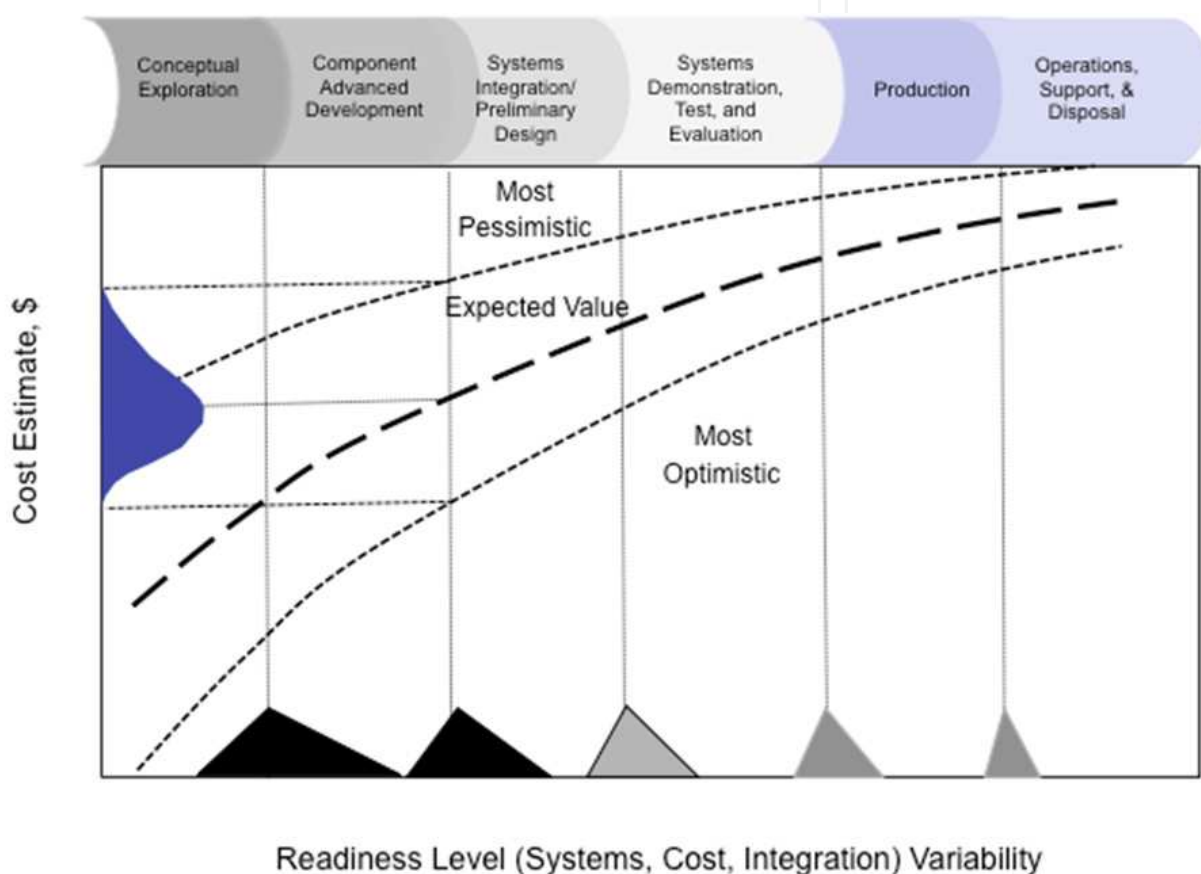 Conceptual
Exploration
Component
Advanced
Development
Systems
Integration/
Preliminary
Design
Systems
Demonstration,
Test, and
Evaluation
Production
Operations,
Support, &
Disposal
Most
Pessimistic
Expected Value
Most
Optimistic
Cost Estimate, $
Readiness Level (Systems, Cost, Integration) Variability